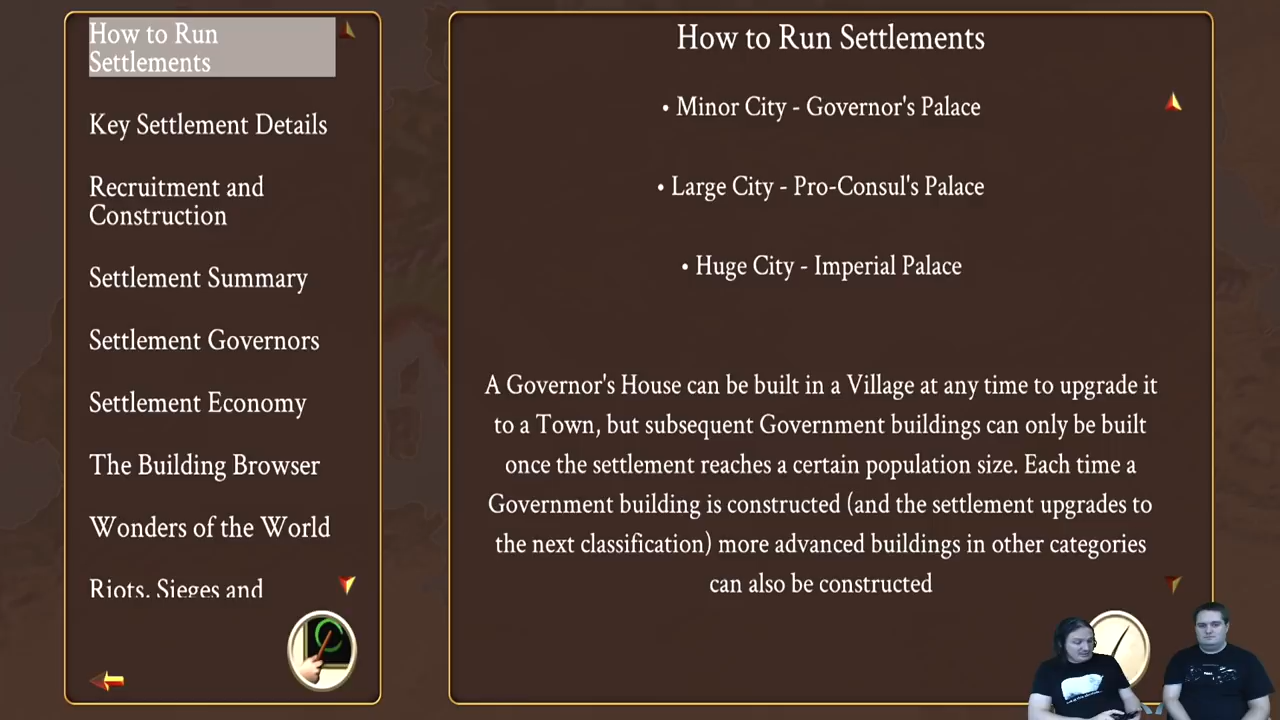 How to Run
Settlements
Key Settlement Details
Recruitment and
Construction
Settlement Summary
Settlement Governors
Settlement Economy
The Building Browser
Wonders of the World
Riots, Sieges and
How to Run Settlements
• Minor City - Governor's Palace
• Large City - Pro-Consul's Palace
• Huge City - Imperial Palace
A Governor's House can be built in a Village at any time to upgrade it
to a Town, but subsequent Government buildings can only be built
once the settlement reaches a certain population size. Each time a
Government building is constructed (and the settlement upgrades to
the next classification) more advanced buildings in other categories
can also be constructed